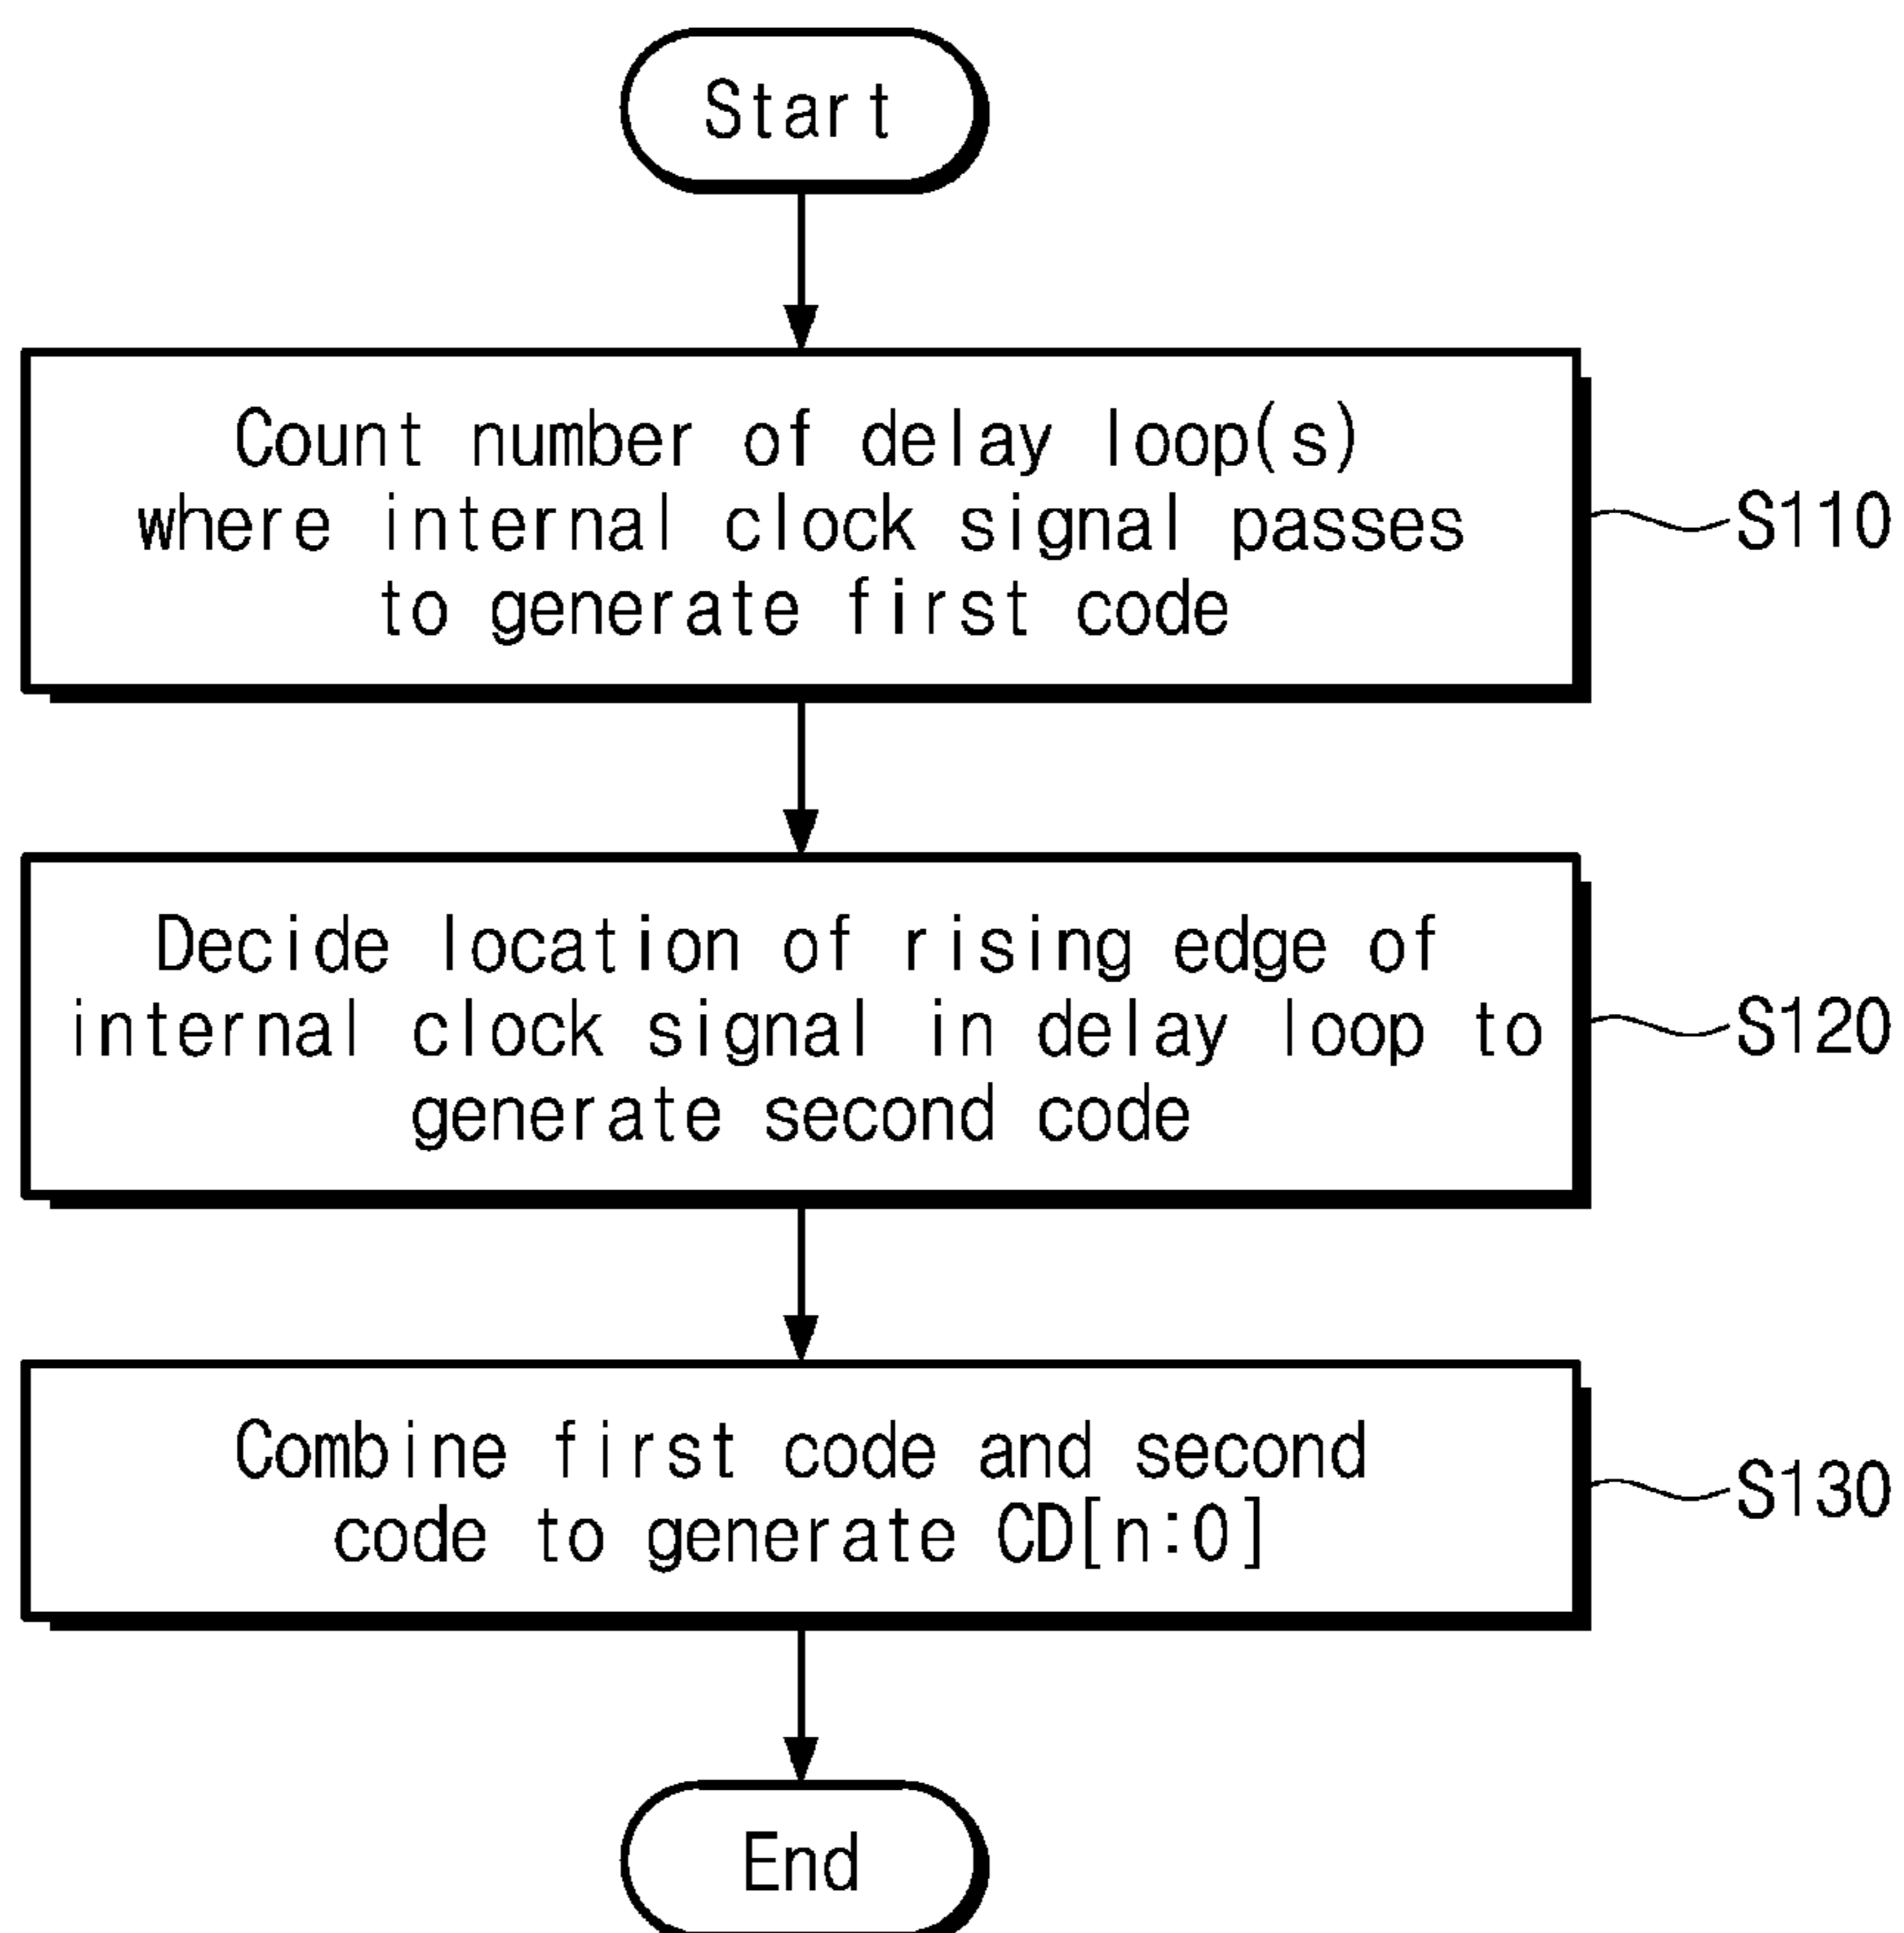 Start
Count number of delay loop(s)
where internal clock signal passes
to generate first code
S110
Decide location of rising edge of
internal clock signal in delay loop to
generate second code
S120
Combine first code and second
code to generate CD[n:0]
S130
End